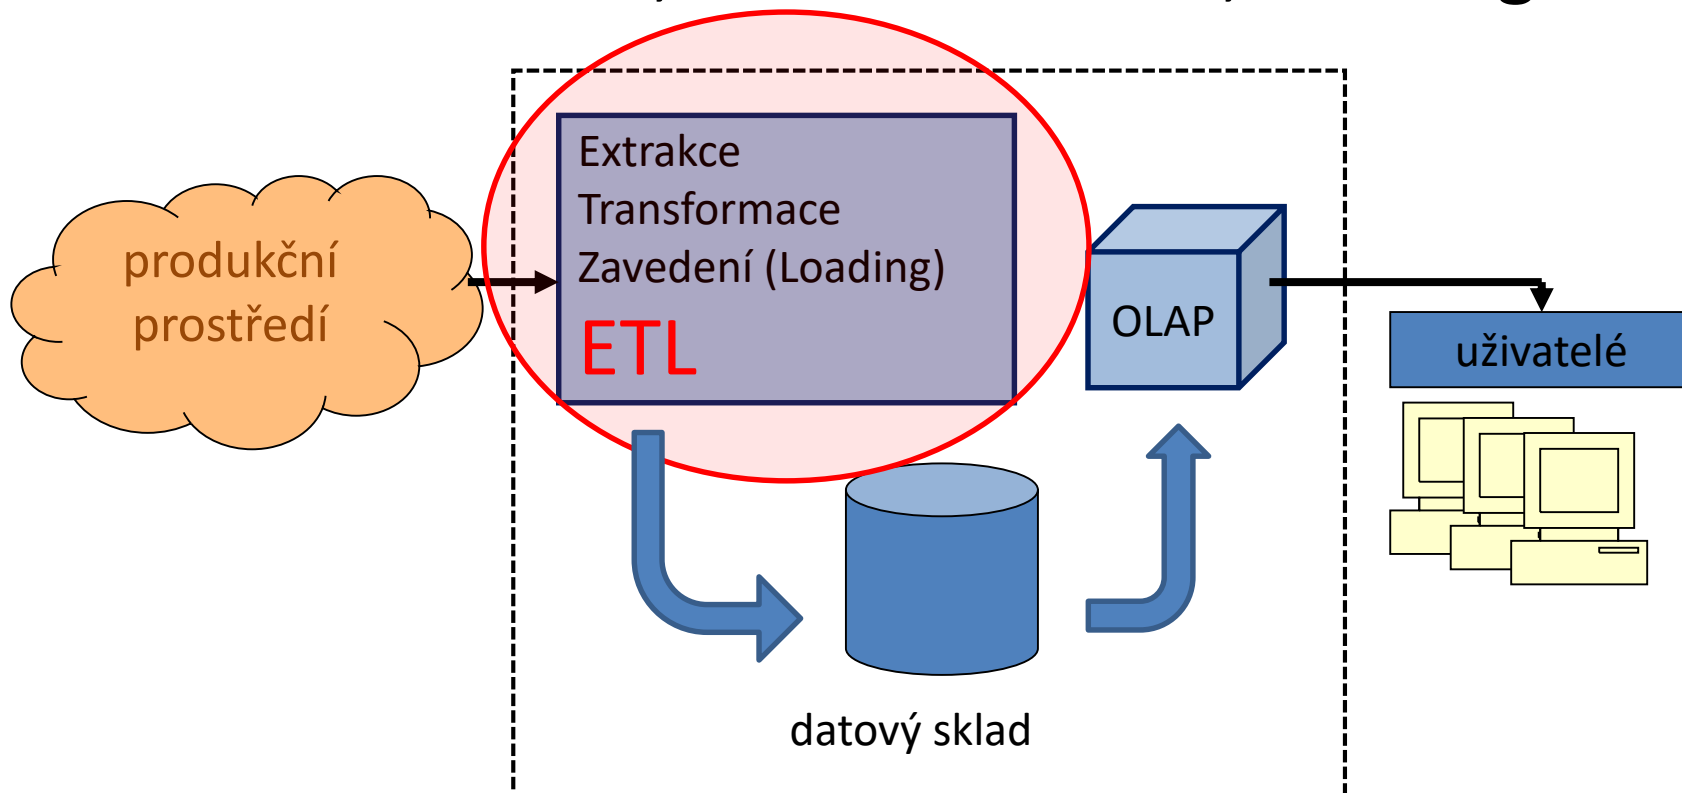 produkční
prostředí
Extrakce
Transformace
Zavedení (Loading)
ETL
OLAP
uživatelé
datový sklad